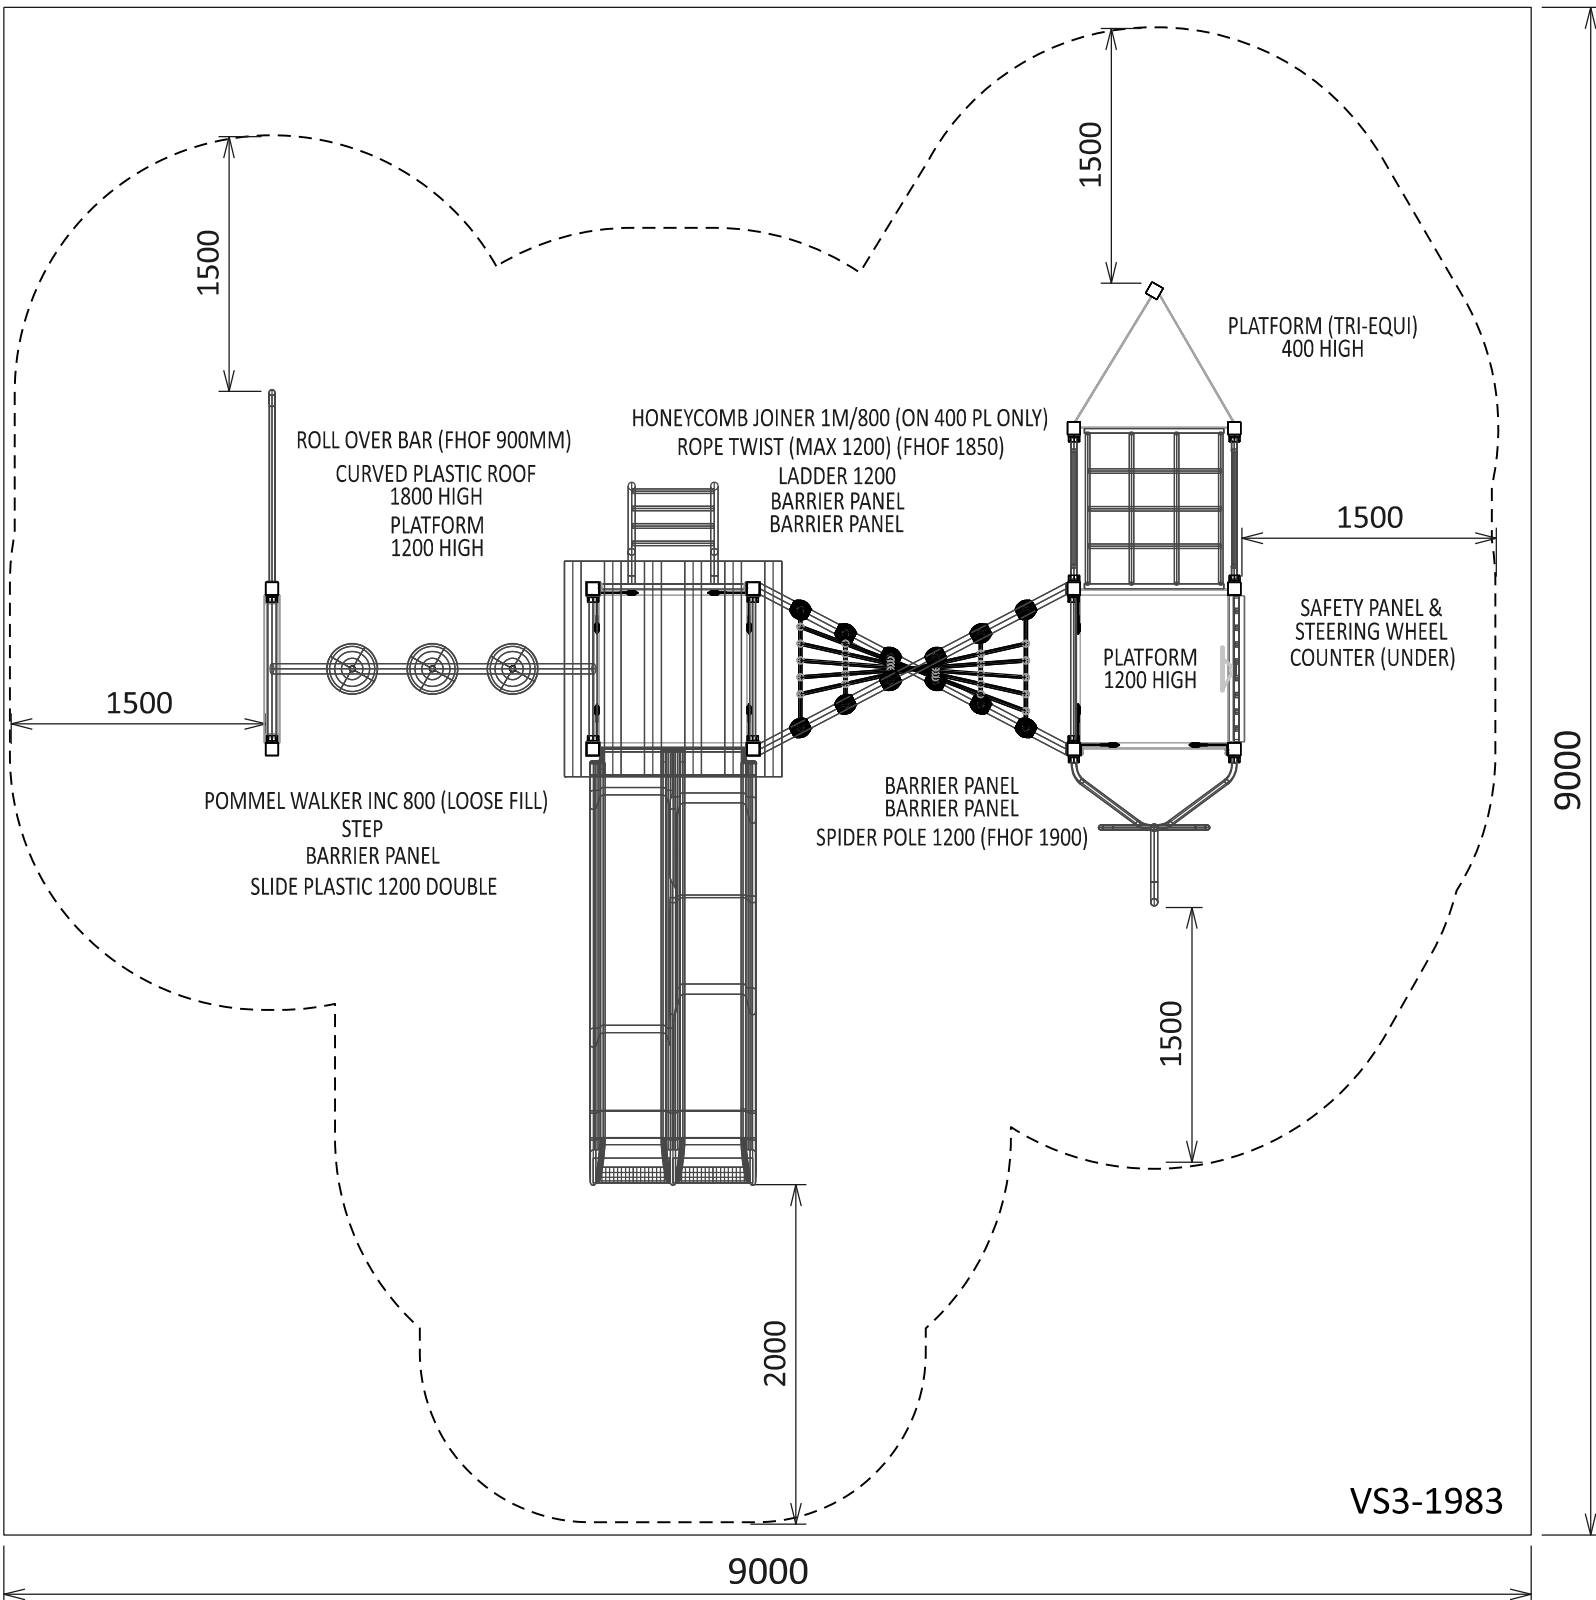 1500
1500
PLATFORM (TRI-EQUI)
400 HIGH
ROLL OVER BAR (FHOF 900MM)
CURVED PLASTIC ROOF
1800 HIGH
PLATFORM
1200 HIGH
HONEYCOMB JOINER 1M/800 (ON 400 PL ONLY)
ROPE TWIST (MAX 1200) (FHOF 1850)
LADDER 1200
BARRIER PANEL
BARRIER PANEL
1500
SAFETY PANEL &
STEERING WHEEL
COUNTER (UNDER)
PLATFORM
1200 HIGH
1500
POMMEL WALKER INC 800 (LOOSE FILL)
STEP
BARRIER PANEL
SLIDE PLASTIC 1200 DOUBLE
BARRIER PANEL
BARRIER PANEL
SPIDER POLE 1200 (FHOF 1900)
9000
1500
2000
VS3-1983
9000